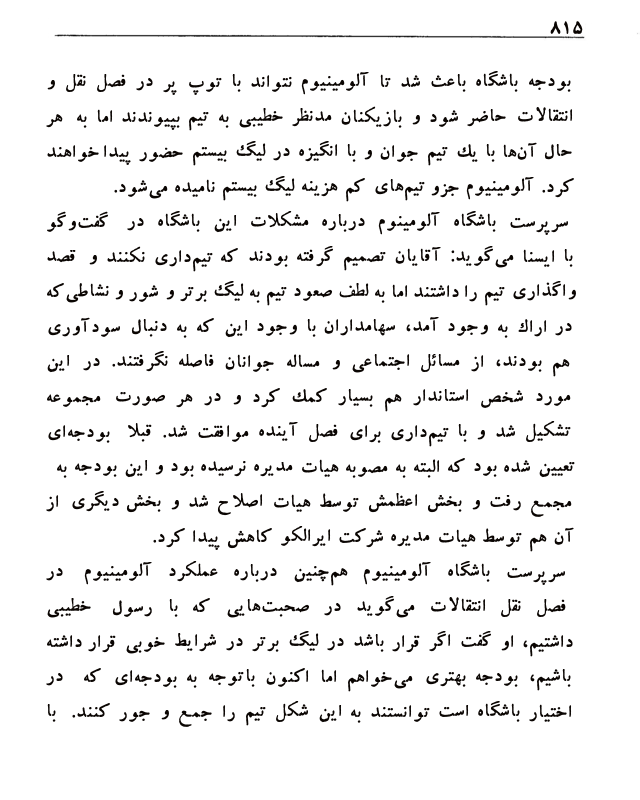 ۸۱۵
بودجه باشگاه باعث شد تا آلومینیوم نتواند با توپ پر در فصل نقل و
انتقالات حاضر شود و بازیکنان مدنظر خطیبی به تیم بپیوندند اما به هر
حال آن‌ها با یك تیم جوان و با انگیزه در لیگ بیستم حضور پیدا خواهند
کرد. آلومینیوم جزو تیم‌های کم هزینه لیگ بیستم نامیده می‌شود.
سرپرست باشگاه آلومینوم درباره مشکلات این باشگاه در گفت‌وگو
با ایسنا می‌گوید: آقایان تصمیم گرفته بودند که تیم‌داری نکنند و قصد
واگذاری تیم را داشتند اما به لطف صعود تیم به لیگ برتر و شور و نشاطی که
در اراك به وجود آمد، سهامداران با وجود این که به دنبال سودآوری
هم بودند، از مسائل اجتماعی و مساله جوانان فاصله نگرفتند. در این
مورد شخص استاندار هم بسیار کمك کرد و در هر صورت مجموعه
تشکیل شد و با تیم‌داری برای فصل آینده موافقت شد. قبلا بودجه‌ای
تعیین شده بود که البته به مصوبه هیات مدیره نرسیده بود و این بودجه به
مجمع رفت و بخش اعظمش توسط هیات اصلاح شد و بخش دیگری از
آن هم توسط هیات مدیره شرکت ایرالکو کاهش پیدا کرد.
سرپرست باشگاه آلومینیوم هم‌چنین درباره عملکرد آلومینیوم در
فصل نقل انتقالات می‌گوید در صحبت‌هایی که با رسول خطیبی
داشتیم، او گفت اگر قرار باشد در لیگ برتر در شرایط خوبی قرار داشته
باشیم، بودجه بهتری می‌خواهم اما اکنون باتوجه به بودجه‌ای که در
اختیار باشگاه است توانستند به این شکل تیم را جمع و جور کنند. با